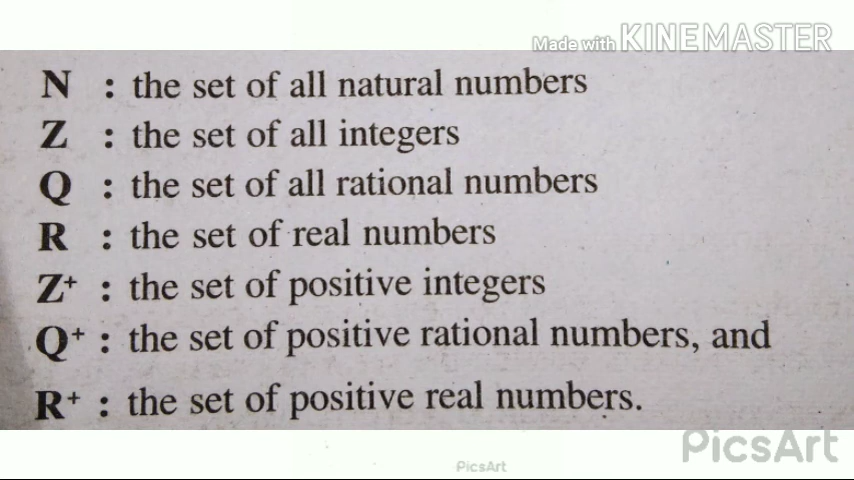 Made with KINEMASTER
N : the set of all natural numbers
Z : the set of all integers
Q : the set of all rational numbers
R : the set of real numbers
Z⁺ : the set of positive integers
Q⁺ : the set of positive rational numbers, and
R⁺ : the set of positive real numbers.
PicsArt
PicsArt